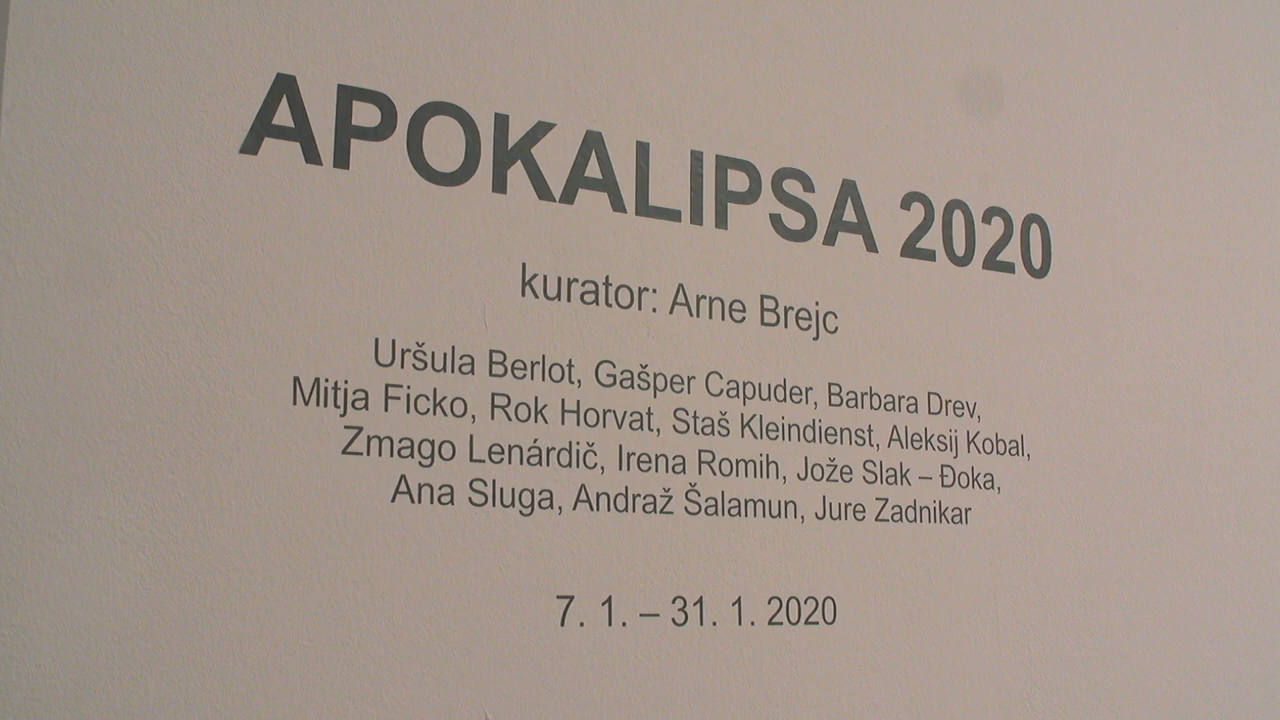 APOKALIPSA 2020
kurator: Arne Brejc
Uršula Berlot, Gašper Capuder, Barbara Drev,
Mitja Ficko, Rok Horvat, Staš Kleindienst, Aleksij Kobal,
Zmago Lenárdič, Irena Romih, Jože Slak – Đoka,
Ana Sluga, Andraž Šalamun, Jure Zadnikar
7. 1. – 31. 1. 2020